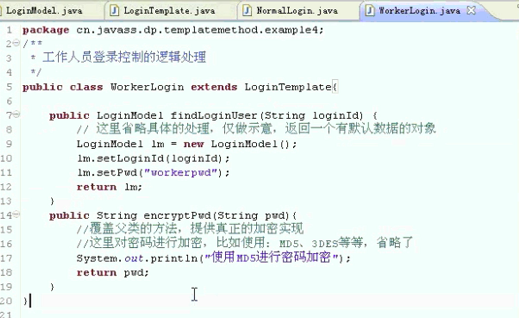 LoginModel.java LoginTemplate.java NormalLogin.java WorkerLogin.java
1 package cn.javass.dp.templatemethod.example4;
2 /**
3 * 工作人员登录控制的逻辑处理
4 */
5 public class WorkerLogin extends LoginTemplate{
6
7 public LoginModel findLoginUser(String loginId) {
8 // 这里省略具体的处理，仅做示意，返回一个有默认数据的对象
9 LoginModel lm = new LoginModel();
10 lm.setLoginId(loginId);
11 lm.setPwd("workerpwd");
12 return lm;
13 }
14 public String encryptPwd(String pwd){
15 //覆盖父类的方法，提供真正的加密实现
16 //这里对密码进行加密，比如使用：MD5、3DES等等，省略了
17 System.out.println("使用MD5进行密码加密");
18 return pwd;
19 }
20 }